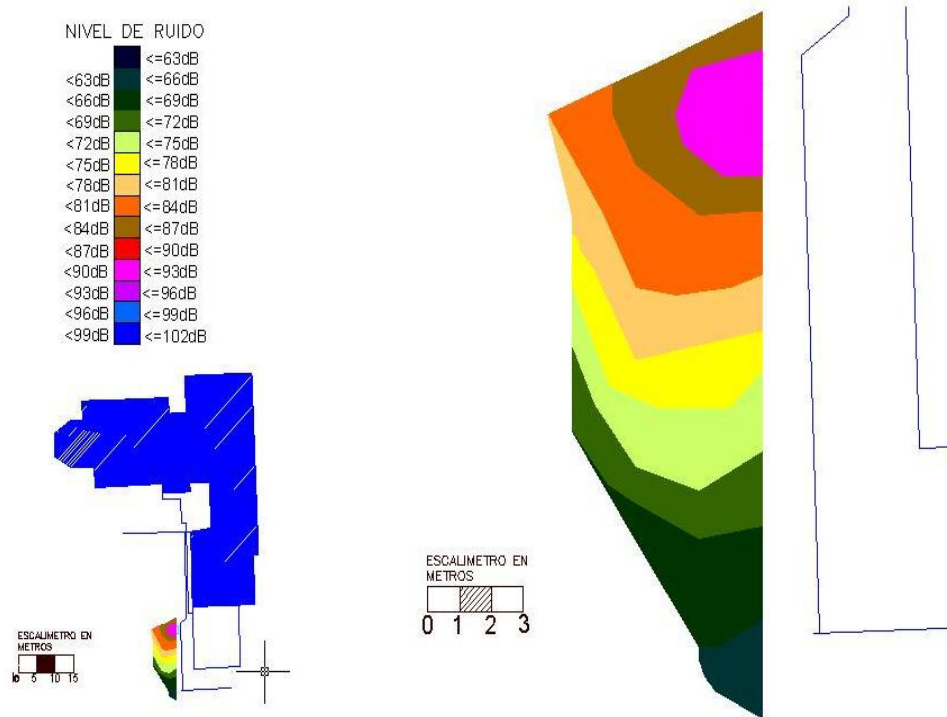 NIVEL DE RUIDO
<=63dB
<63dB <=66dB
<66dB <=69dB
<69dB <=72dB
<72dB <=75dB
<75dB <=78dB
<78dB <=81dB
<81dB <=84dB
<84dB <=87dB
<87dB <=90dB
<90dB <=93dB
<93dB <=96dB
<96dB <=99dB
<99dB <=102dB
ESCALIMETRO EN
METROS
0 1 2 3
ESCALIMETRO EN
METROS
5 10 15